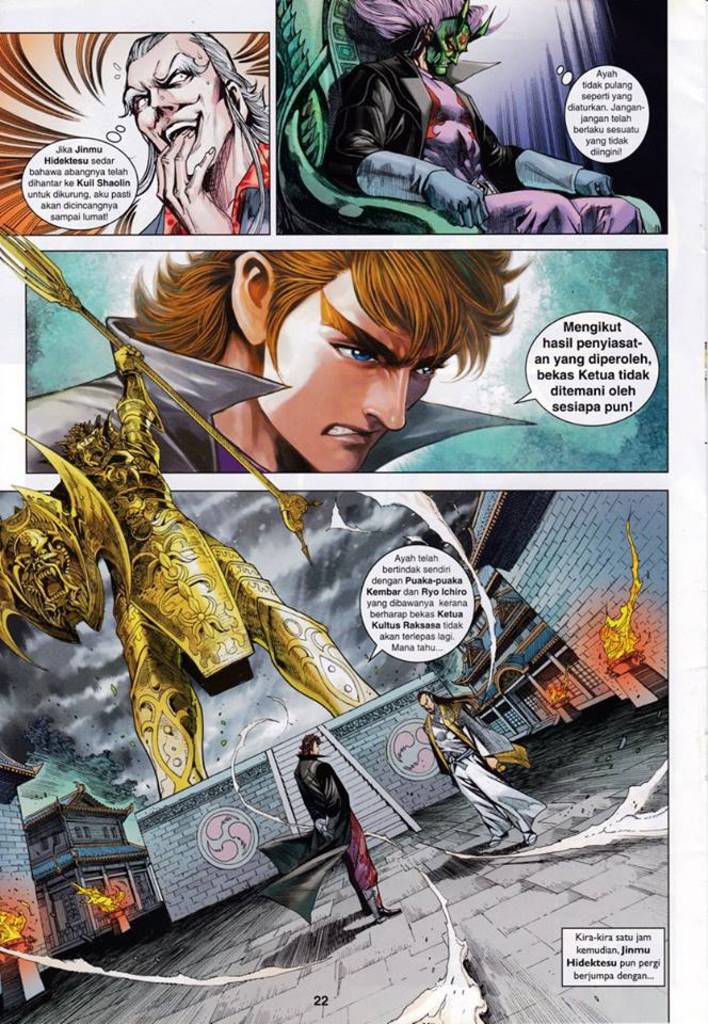 Jika Jinmu
Hidektesu sedar
bahawa abangnya telah
dihantar ke Kuil Shaolin
untuk dikurung, aku pasti
akan dicincangnya
sampai lumat!
Ayah
tidak pulang
seperti yang
diaturkan. Jangan-
jangan telah
berlaku sesuatu
yang tidak
diingini!
Mengikut
hasil penyiasat-
an yang diperoleh,
bekas Ketua tidak
ditemani oleh
sesiapa pun!
Ayah telah
bertindak sendiri
dengan Puaka-puaka
Kembar dan Ryo Ichiro
yang dibawanya kerana
berharap bekas Ketua
Kultus Raksasa tidak
akan terlepas lagi.
Mana tahu...
Kira-kira satu jam
kemudian, Jinmu
Hidektesu pun pergi
berjumpa dengan...
22